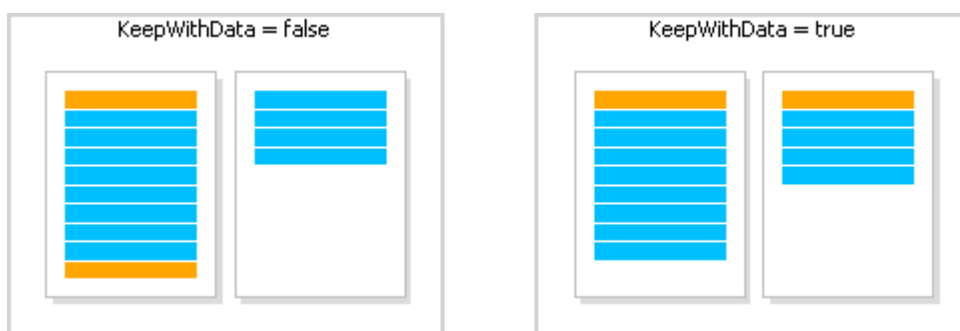 KeepWithData = false
KeepWithData = true